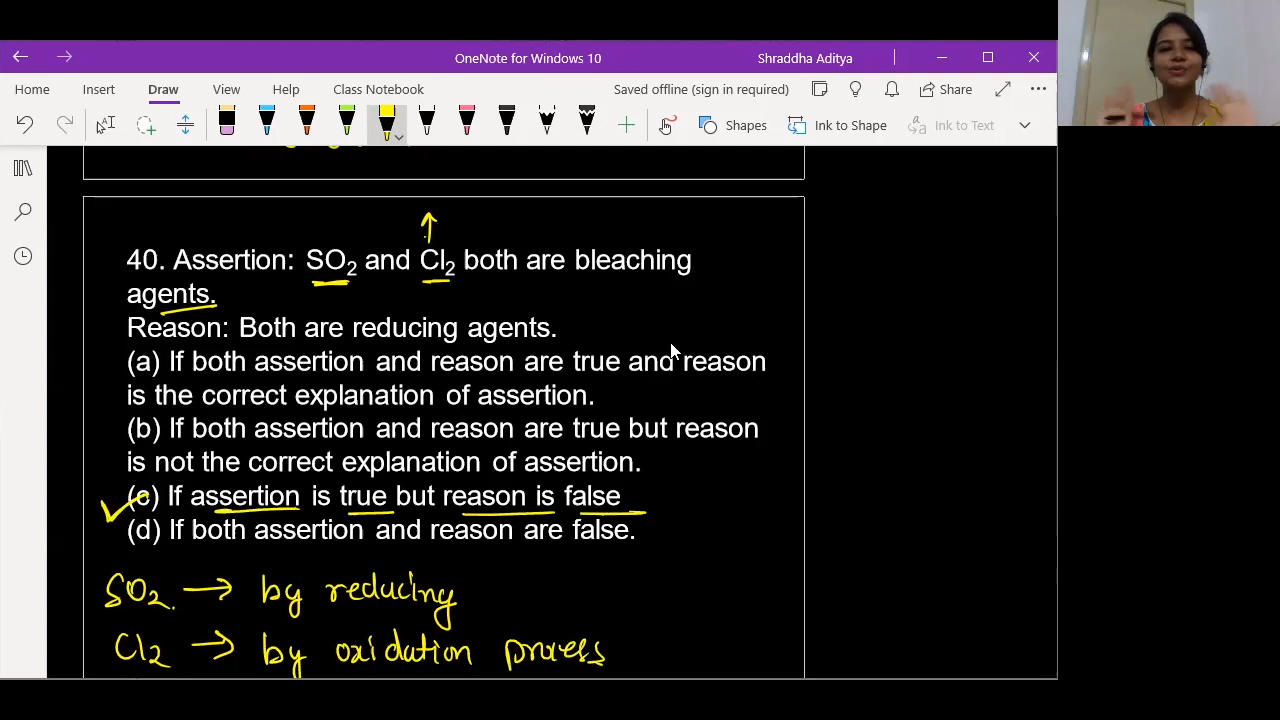 OneNote for Windows 10
Shraddha Aditya
Home Insert Draw View Help Class Notebook
Saved offline (sign in required) Share
Shapes Ink to Shape Ink to Text
40. Assertion: SO2 and Cl2 both are bleaching
agents.
Reason: Both are reducing agents.
(a) If both assertion and reason are true and reason
is the correct explanation of assertion.
(b) If both assertion and reason are true but reason
is not the correct explanation of assertion.
(c) If assertion is true but reason is false
(d) If both assertion and reason are false.
SO2 → by reducing
Cl2 → by oxidation process